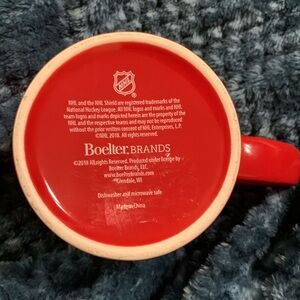 NHL
NHL and the NHL Shield are registered trademarks of the
National Hockey League. All NHL logos and marks and NHL
team logos and marks depicted herein are the property of the
NHL and the respective teams and may not be reproduced
without the prior written consent of NHL Enterprises, L.P.
©NHL 2018. All rights reserved.
Boelter BRANDS
©2018 All Rights Reserved. Produced under license by
Boelter Brands, LLC.
www.boelterbrands.com
Glendale, WI
Dishwasher and microwave safe
Made in China